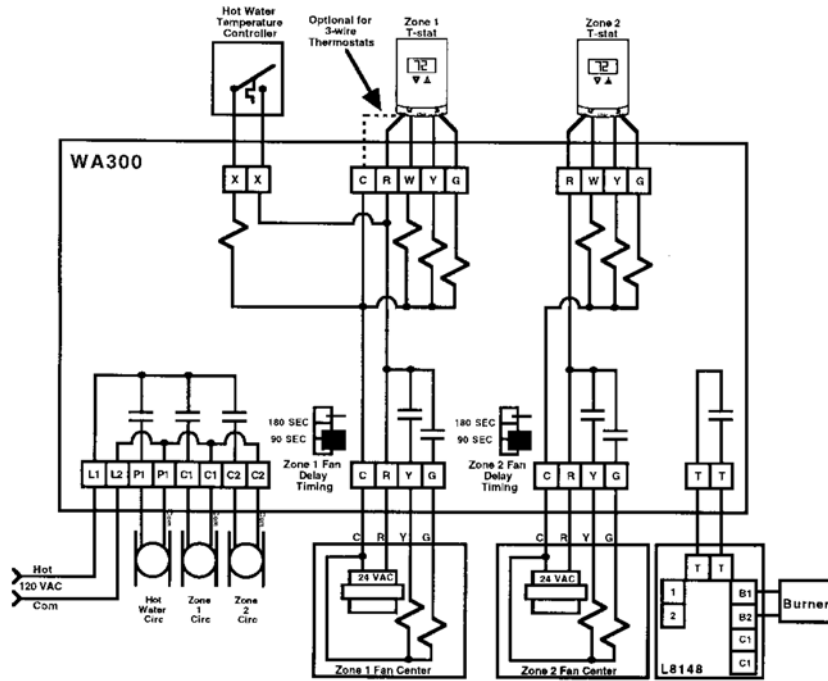 Hot Water
Temperature
Controller
Optional for
3-wire
Thermostats
Zone 1
T-stat
72
Zone 2
T-stat
72
WA300
X X
C R W Y G
R W Y G
180 SEC
90 SEC
Zone 1 Fan
Delay
Timing
180 SEC
90 SEC
Zone 2 Fan
Delay
Timing
L1 L2 P1 P1 C1 C1 C2 C2
C R Y G
C R Y G
T T
Com Com Com
C R Y G
C R Y G
Hot
120 VAC
Com
Hot
Water
Circ
Zone
1
Circ
Zone
2
Circ
24 VAC
Zone 1 Fan Center
24 VAC
Zone 2 Fan Center
T T
1
2
B1
B2
C1
C1
L8148
Burner